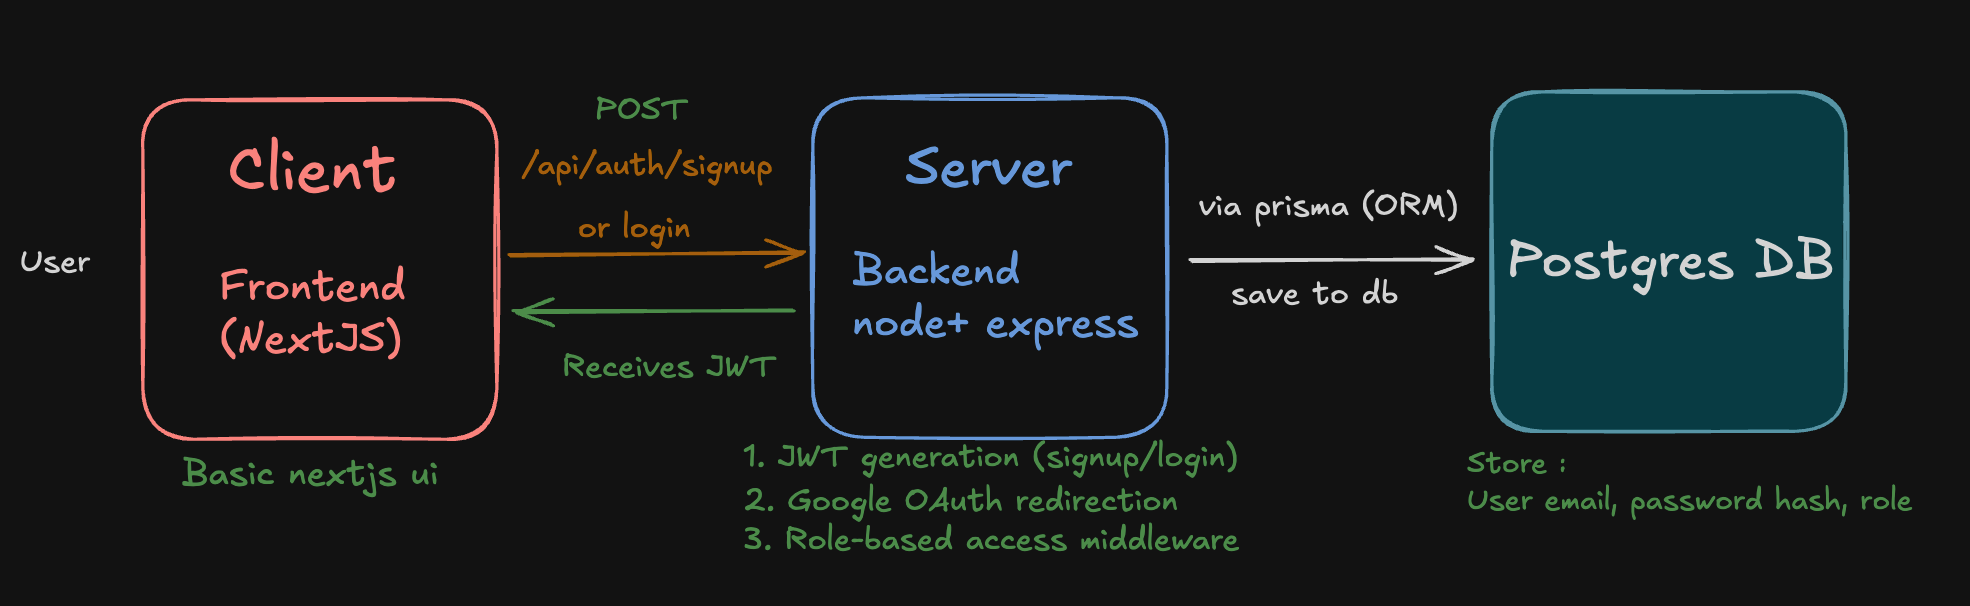 User
Client
Frontend
(NextJS)
Basic nextjs ui
POST
/api/auth/signup
or login
Receives JWT
Server
Backend
node+ express
1. JWT generation (signup/login)
2. Google OAuth redirection
3. Role-based access middleware
via prisma (ORM)
save to db
Postgres DB
Store :
User email, password hash, role